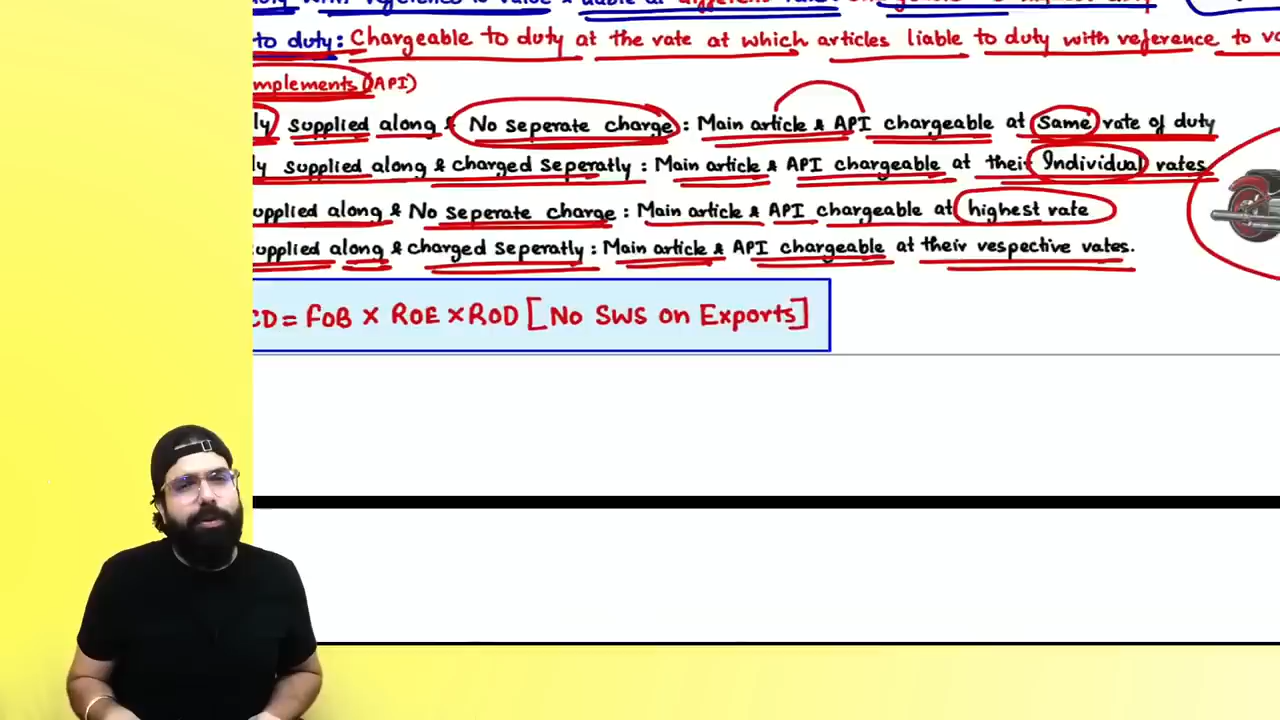 to duty: Chargeable to duty at the rate at which articles liable to duty with reference to
mplements (API)
ly supplied along & No seperate charge: Main article & API chargeable at Same rate of duty
ly supplied along & charged seperatly: Main article & API chargeable at their Individual rates
upplied along & No seperate charge: Main article & API chargeable at highest rate
upplied along & charged seperatly: Main article & API chargeable at their respective rates.
CD = FOB × ROE × ROD [No SWS on Exports]